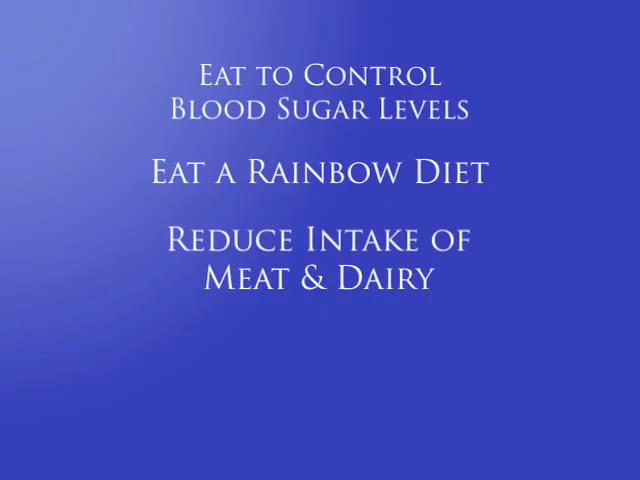 Eat to Control
Blood Sugar Levels
Eat a Rainbow Diet
Reduce Intake of
Meat & Dairy